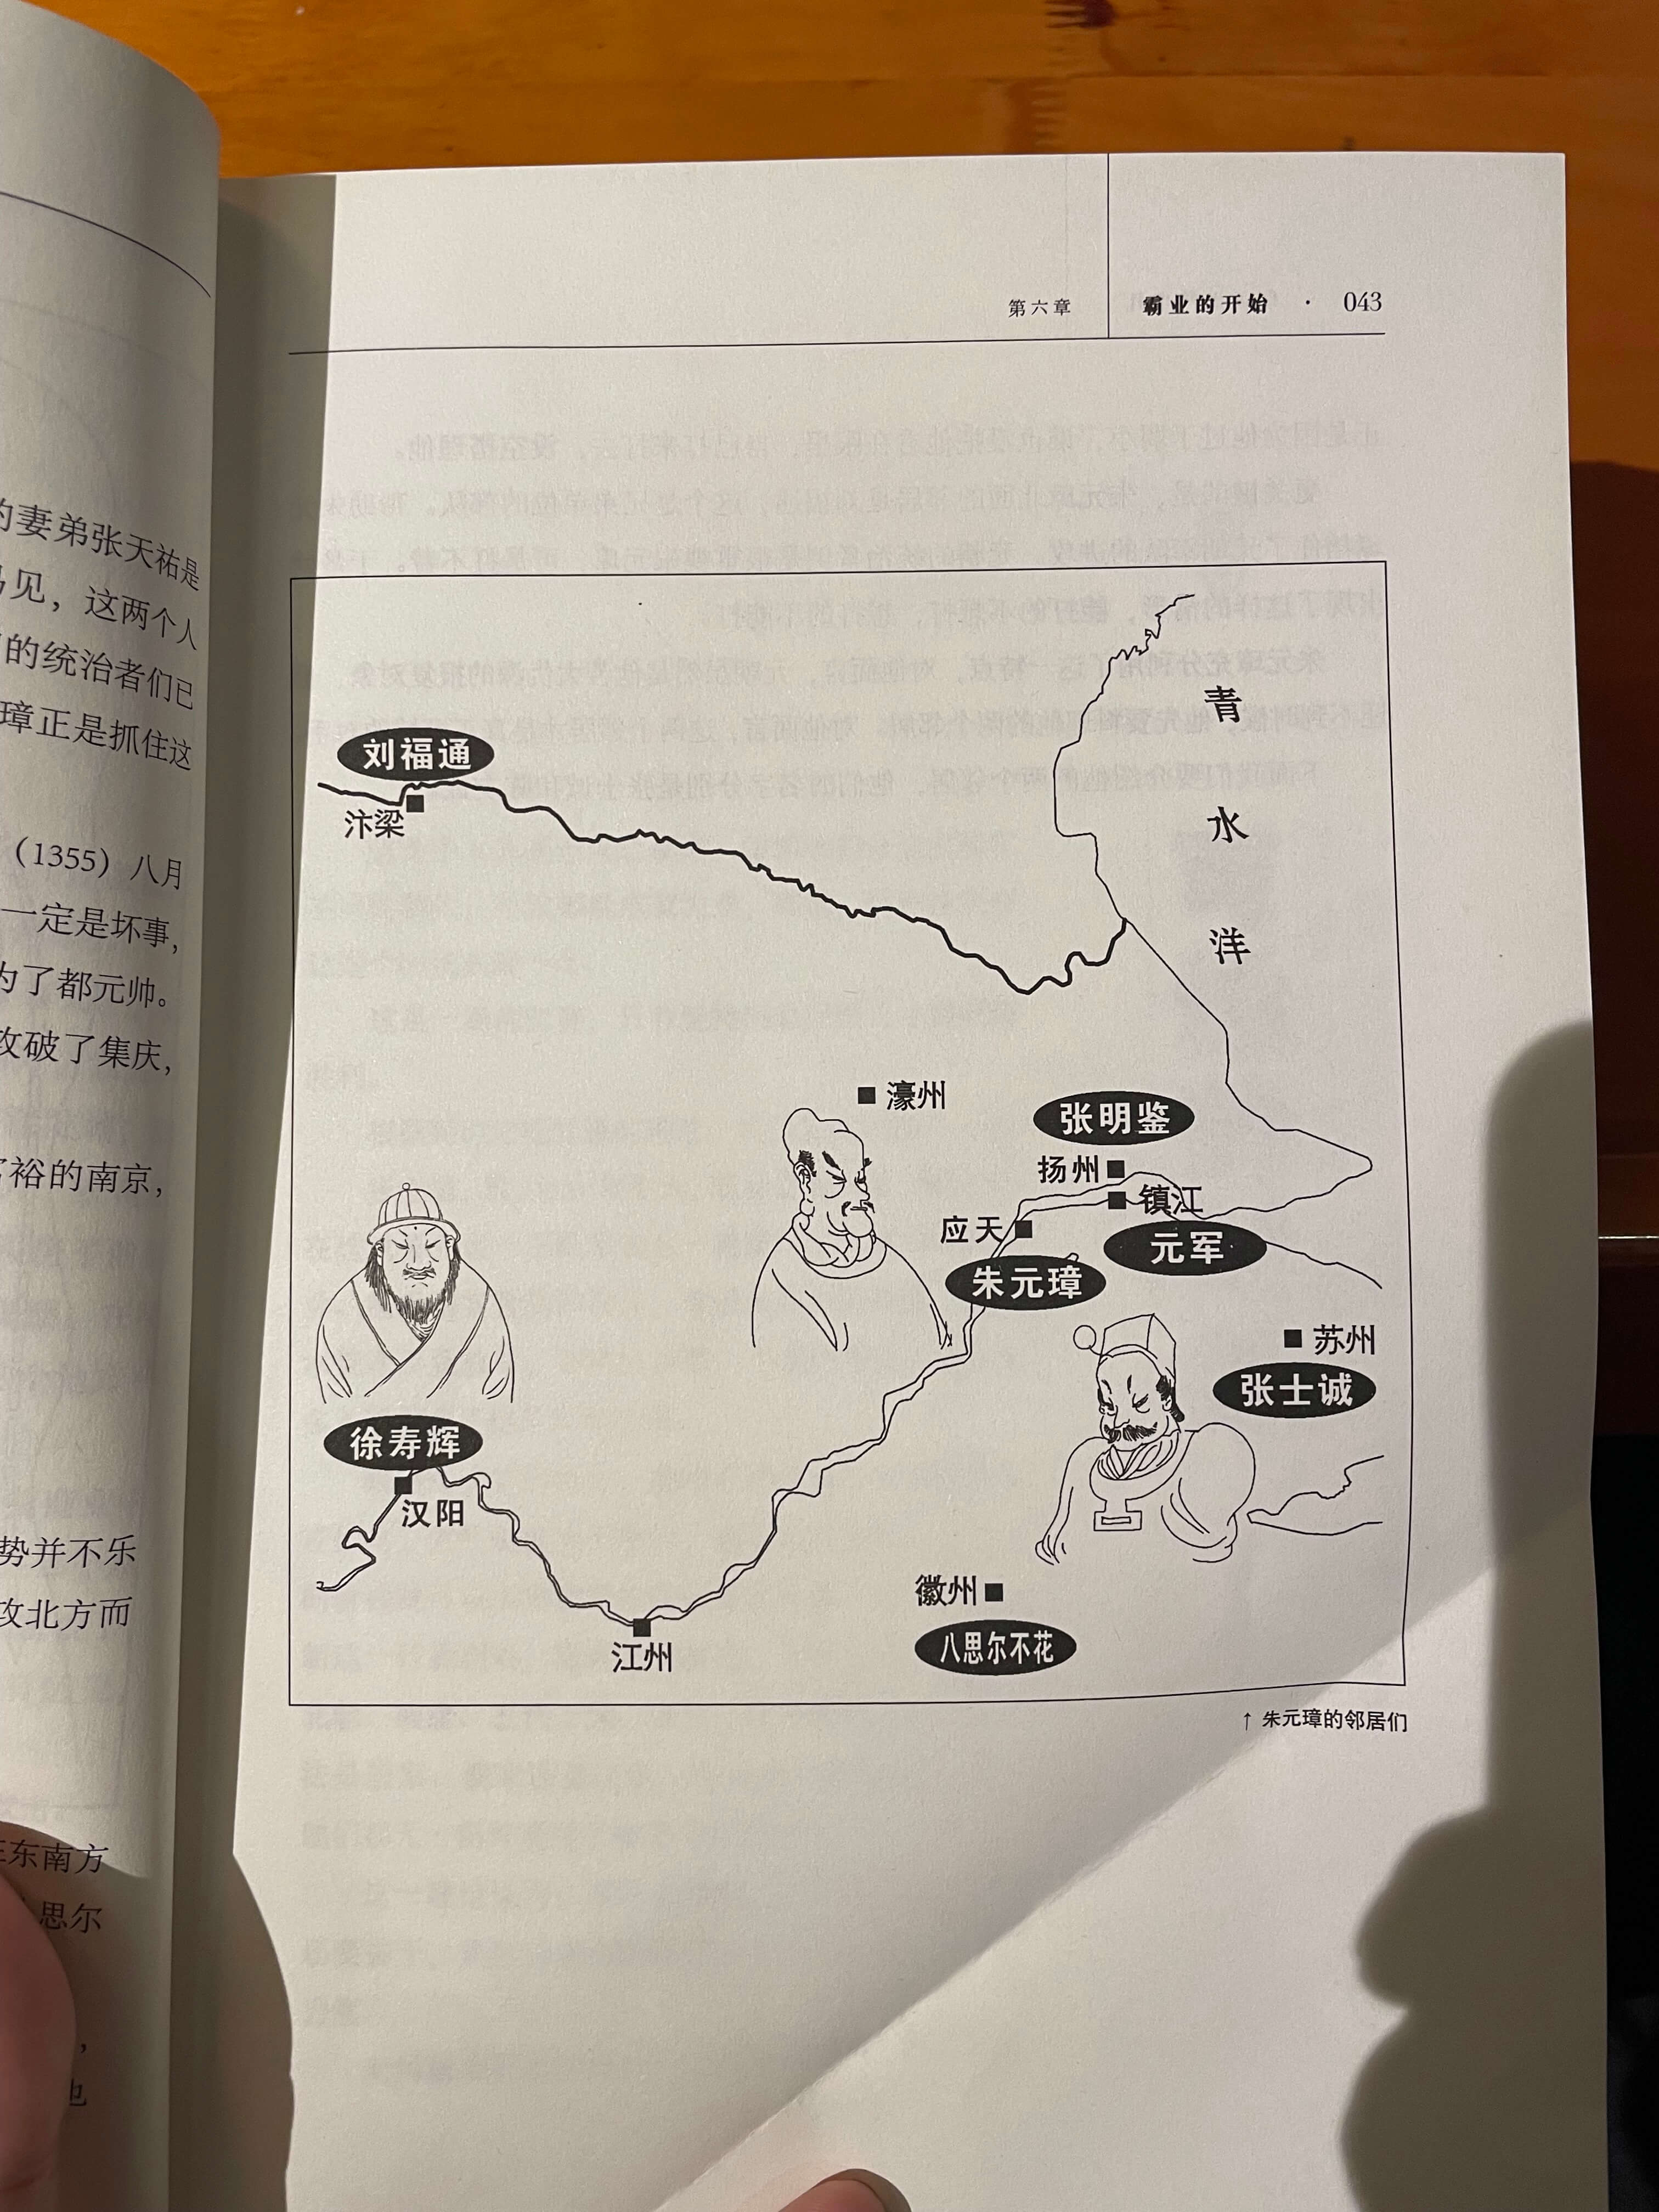 的妻弟张天祐是
见，这两个人
的统治者们已
璋正是抓住这
（1355）八月
一定是坏事，
为了都元帅。
攻破了集庆，
裕的南京，
势并不乐
攻北方而
东南方
思尔
，
第六章
霸业的开始 · 043
青
水
洋
刘福通
汴梁
濠州
张明鉴
扬州
镇江
应天
元军
朱元璋
苏州
张士诚
徐寿辉
汉阳
徽州
八思尔不花
江州
↑ 朱元璋的邻居们